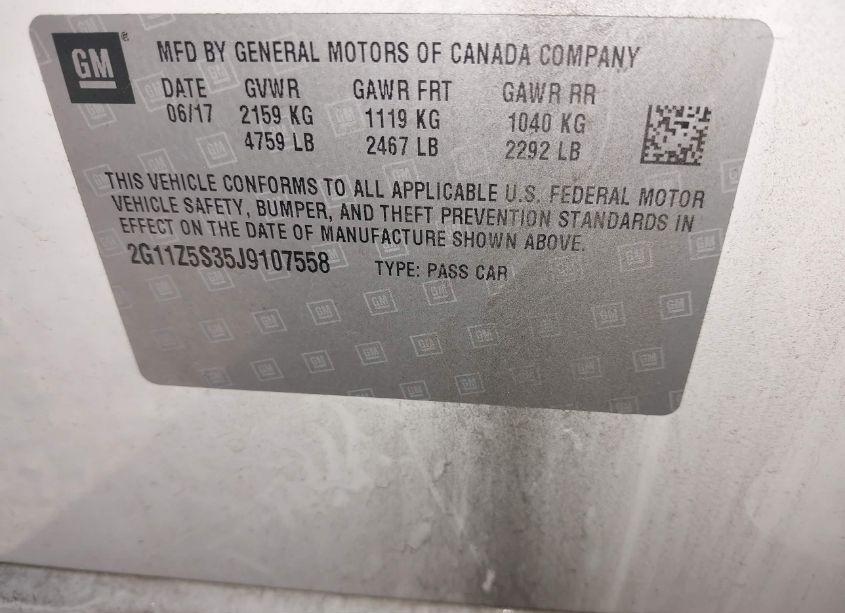 GM®
MFD BY GENERAL MOTORS OF CANADA COMPANY
DATE GVWR GAWR FRT GAWR RR
06/17 2159 KG 1119 KG 1040 KG
4759 LB 2467 LB 2292 LB
THIS VEHICLE CONFORMS TO ALL APPLICABLE U.S. FEDERAL MOTOR
VEHICLE SAFETY, BUMPER, AND THEFT PREVENTION STANDARDS IN
EFFECT ON THE DATE OF MANUFACTURE SHOWN ABOVE.
2G11Z5S35J9107558 TYPE: PASS CAR